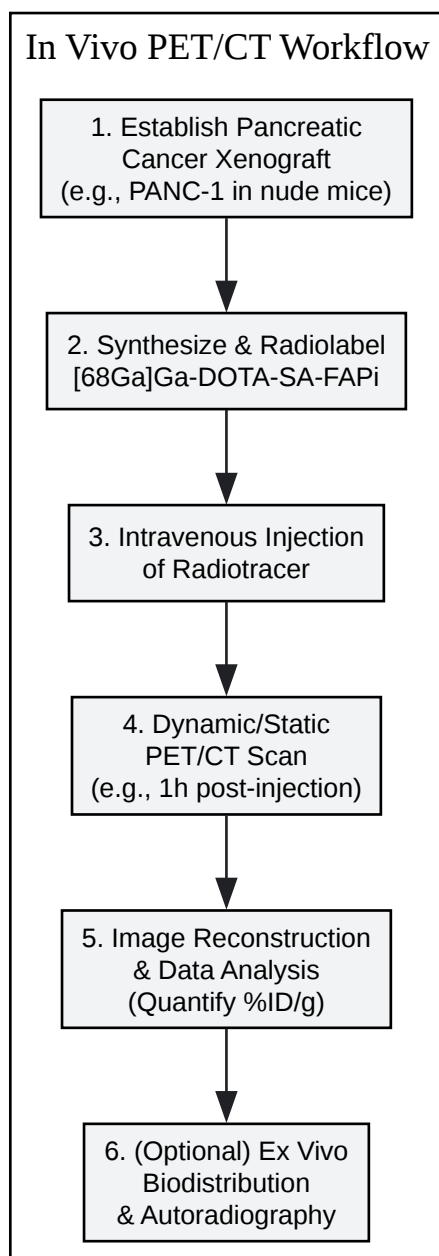 In Vivo PET/CT Workflow
1. Establish Pancreatic
Cancer Xenograft
(e.g., PANC-1 in nude mice)
2. Synthesize & Radiolabel
[68Ga]Ga-DOTA-SA-FAPi
3. Intravenous Injection
of Radiotracer
4. Dynamic/Static
PET/CT Scan
(e.g., 1h post-injection)
5. Image Reconstruction
& Data Analysis
(Quantify %ID/g)
6. (Optional) Ex Vivo
Biodistribution
& Autoradiography